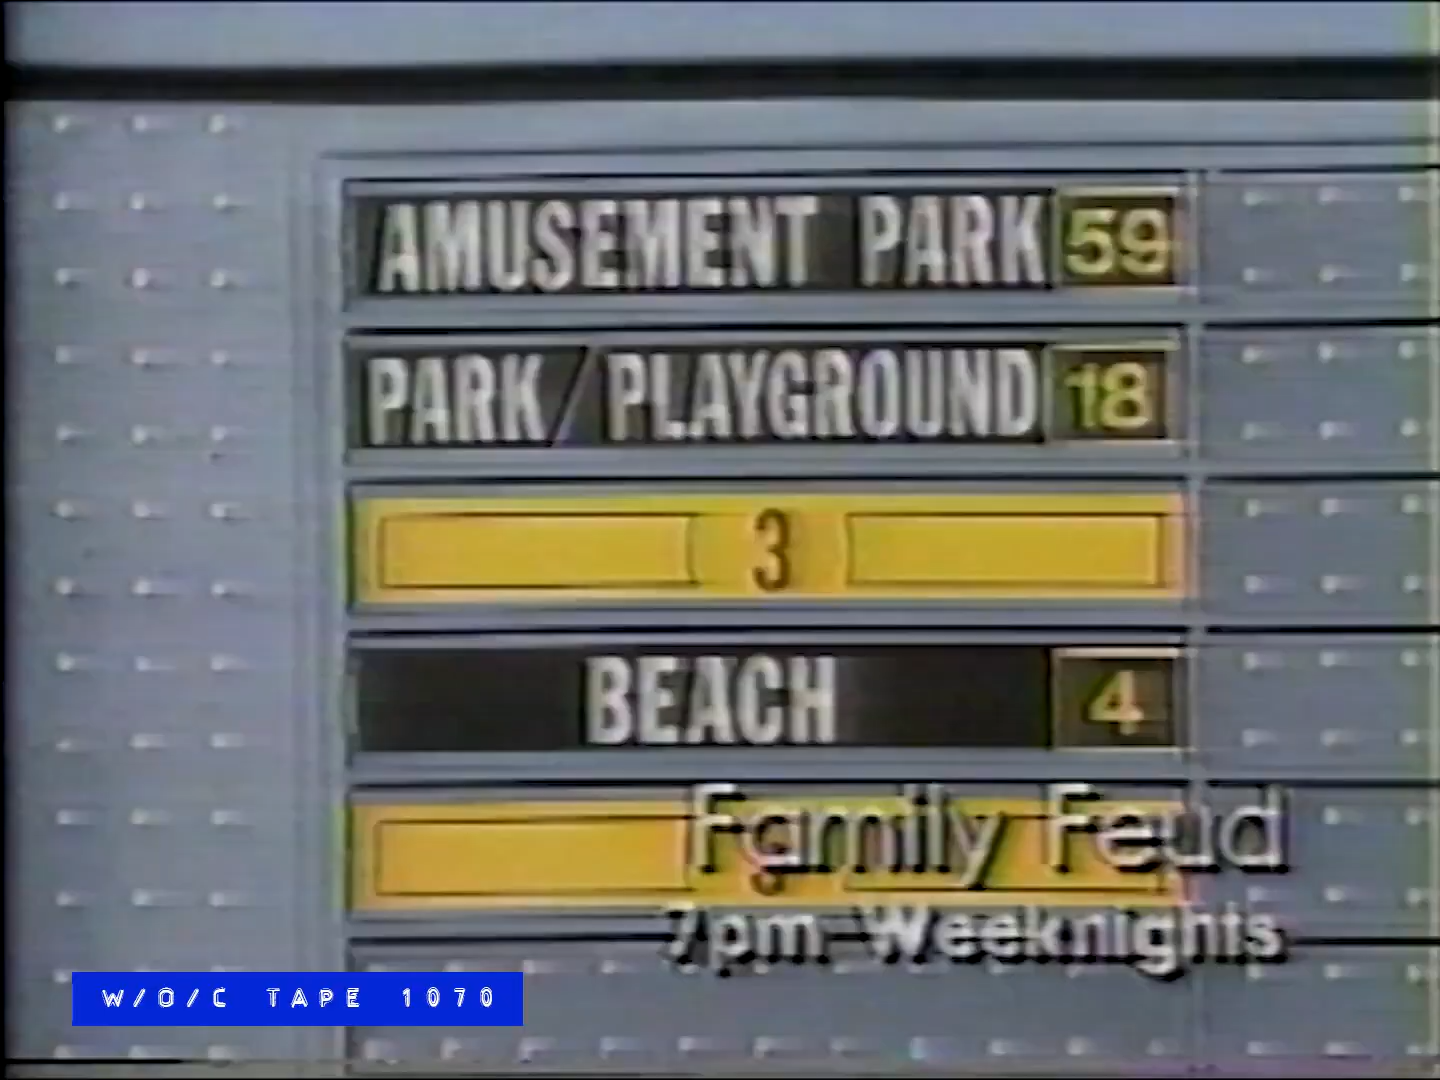 AMUSEMENT PARK 59
PARK/PLAYGROUND 18
3
BEACH 4
Family Feud
7pm Weeknights
W/O/C TAPE 1070